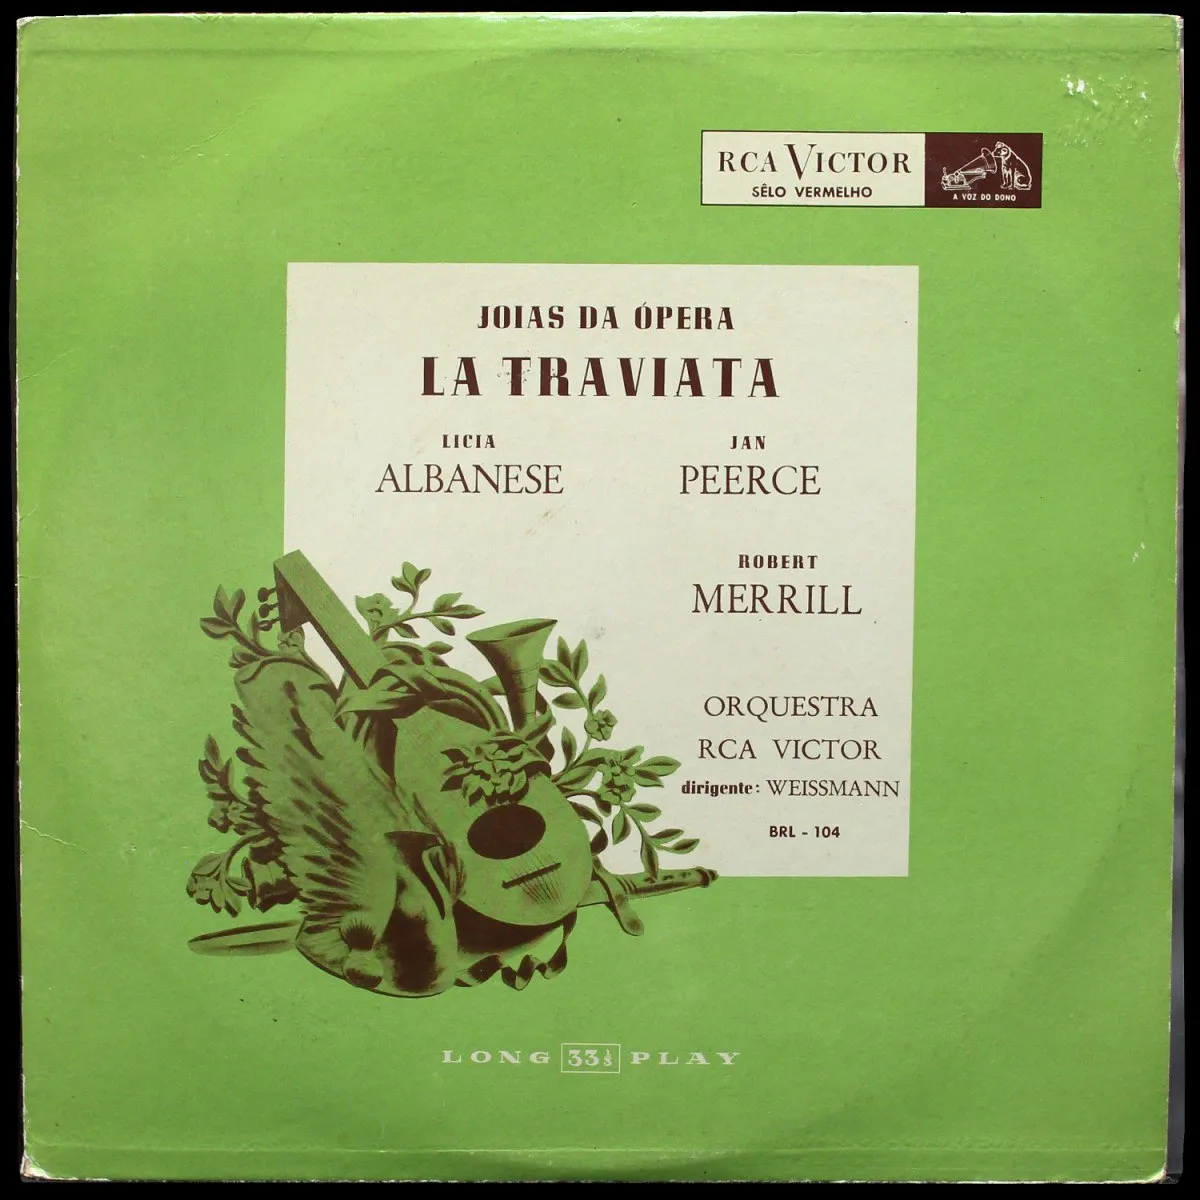 RCA VICTOR
SÊLO VERMELHO
A VOZ DO DONO
JOIAS DA ÓPERA
LA TRAVIATA
LICIA
ALBANESE
JAN
PEERCE
ROBERT
MERRILL
ORQUESTRA
RCA VICTOR
dirigente: WEISSMANN
BRL - 104
LONG 33⅓ PLAY